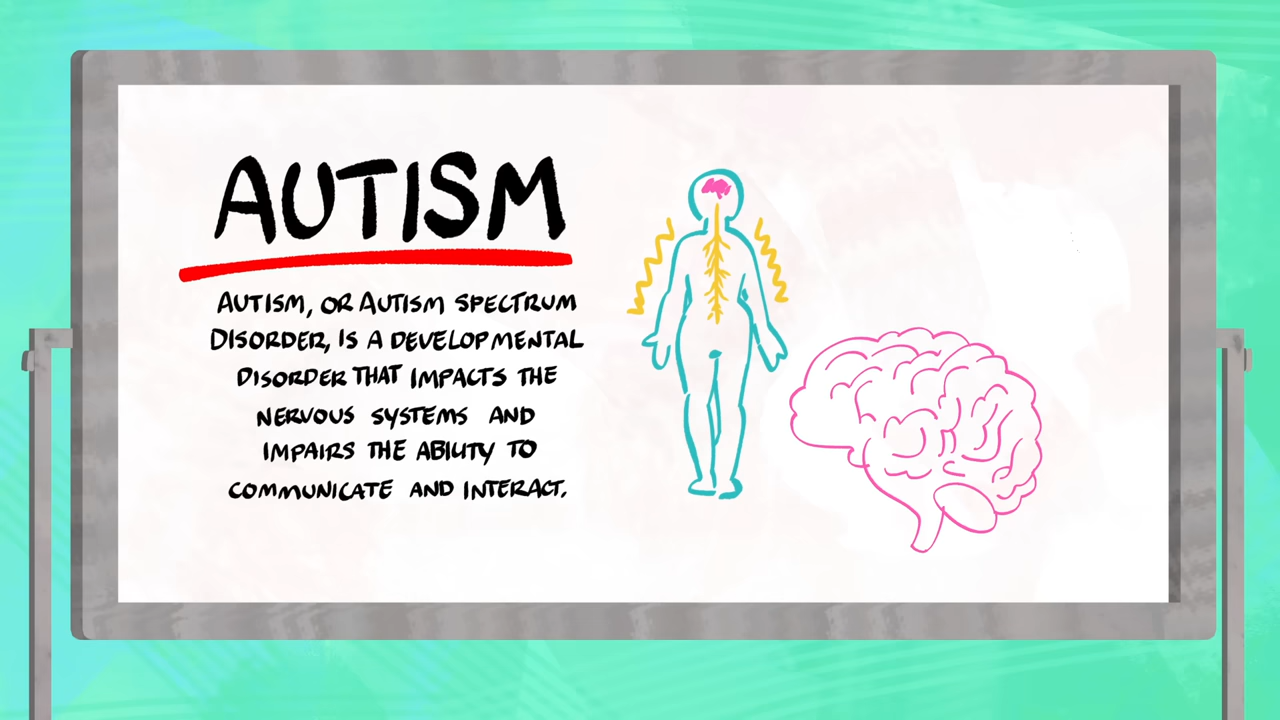 AUTISM
AUTISM, OR AUTISM SPECTRUM
DISORDER, IS A DEVELOPMENTAL
DISORDER THAT IMPACTS THE
NERVOUS SYSTEMS AND
IMPAIRS THE ABILITY TO
COMMUNICATE AND INTERACT.